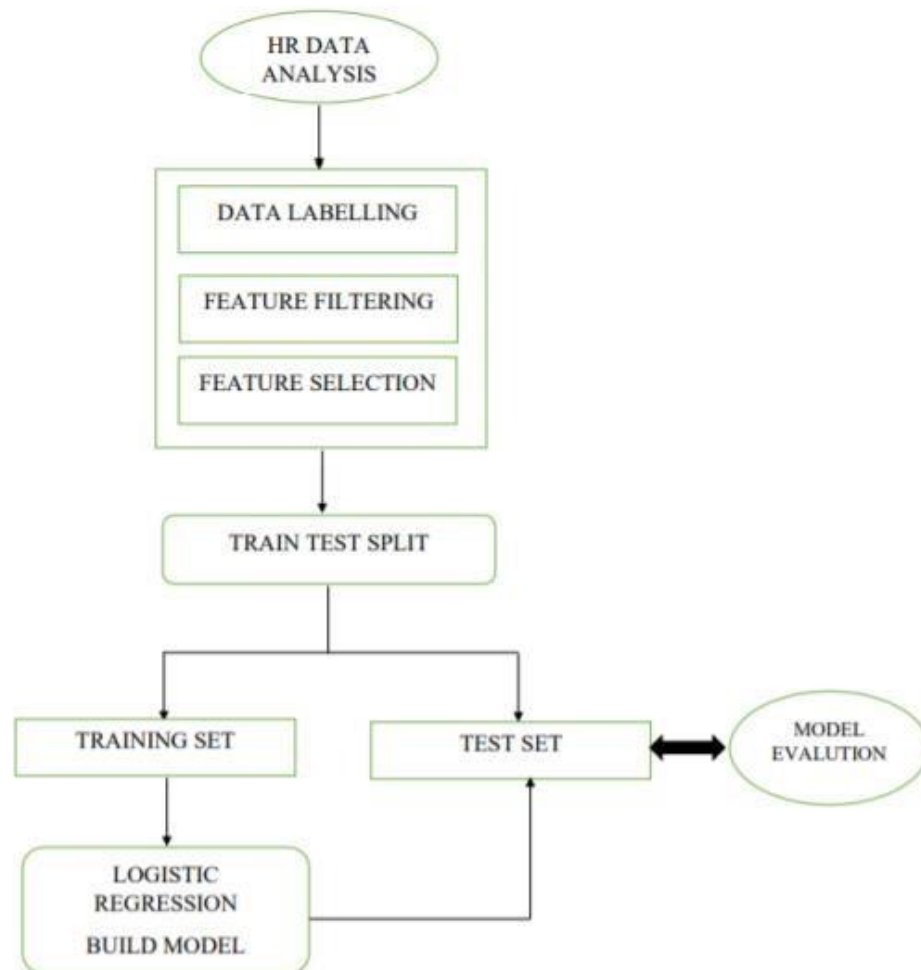 HR DATA
ANALYSIS
DATA LABELLING
FEATURE FILTERING
FEATURE SELECTION
TRAIN TEST SPLIT
TRAINING SET
TEST SET
MODEL
EVALUTION
LOGISTIC
REGRESSION
BUILD MODEL